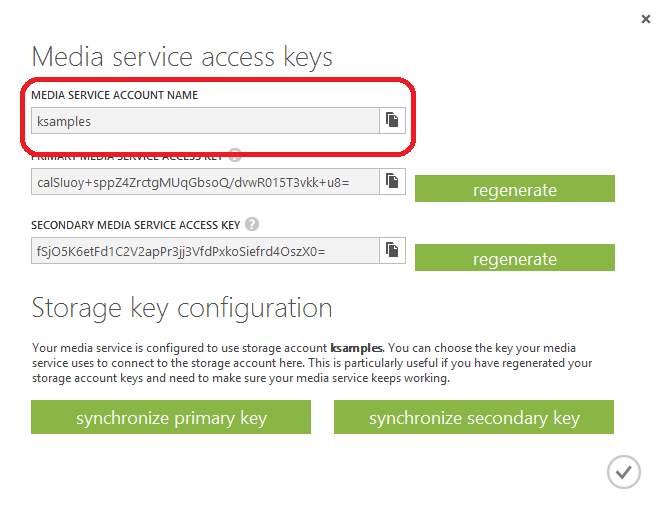 Media service access keys
MEDIA SERVICE ACCOUNT NAME
ksamples
PRIMARY MEDIA SERVICE ACCESS KEY ?
calSIuoy+sppZ4ZrctgMUqGbsoQ/dvwR015T3vkk+u8=
regenerate
SECONDARY MEDIA SERVICE ACCESS KEY ?
fSjO5K6etFd1C2V2apPr3jj3VfdPxkoSiefrd4OszX0=
regenerate
Storage key configuration
Your media service is configured to use storage account ksamples. You can choose the key your media
service uses to connect to the storage account here. This is particularly useful if you have regenerated your
storage account keys and need to make sure your media service keeps working.
synchronize primary key
synchronize secondary key